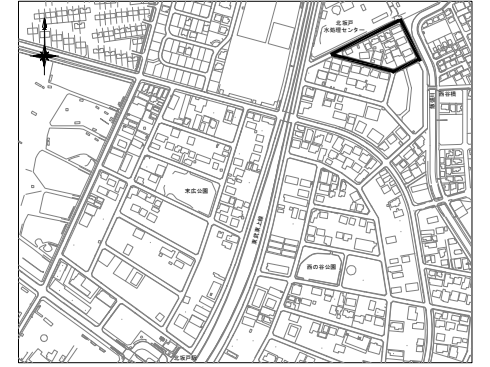 北坂戸
水処理センター
西谷橋
末広公園
東武東上線
西の谷公園
北坂戸駅